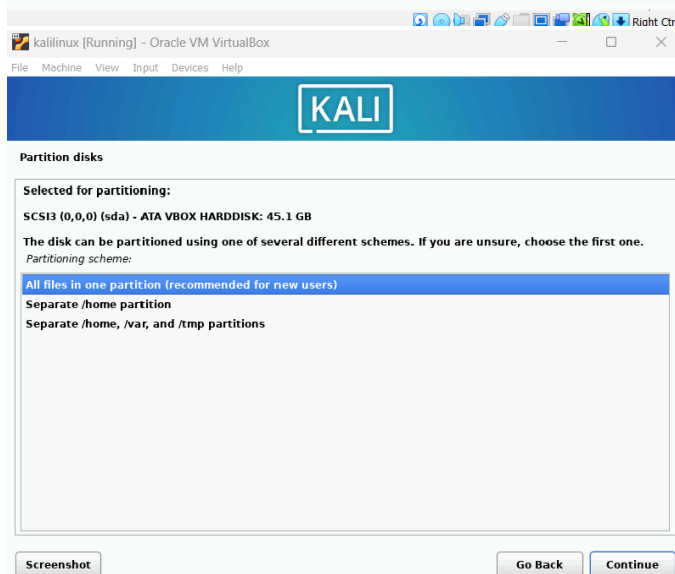 Right Ctr
kalilinux [Running] - Oracle VM VirtualBox
File Machine View Input Devices Help
KALI
Partition disks
Selected for partitioning:
SCSI3 (0,0,0) (sda) - ATA VBOX HARDDISK: 45.1 GB
The disk can be partitioned using one of several different schemes. If you are unsure, choose the first one.
Partitioning scheme:
All files in one partition (recommended for new users)
Separate /home partition
Separate /home, /var, and /tmp partitions
Screenshot Go Back Continue